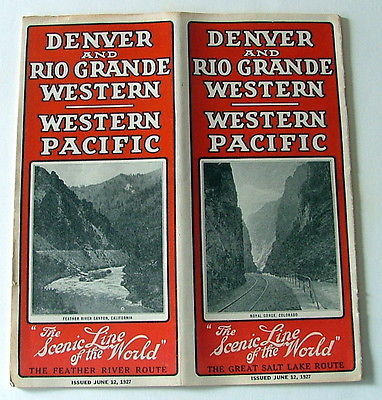 DENVER
AND
RIO GRANDE
WESTERN
WESTERN
PACIFIC
FEATHER RIVER CANYON, CALIFORNIA
"The
Scenic Line
of the World"
THE FEATHER RIVER ROUTE
ISSUED JUNE 12, 1927
DENVER
AND
RIO GRANDE
WESTERN
WESTERN
PACIFIC
ROYAL GORGE, COLORADO
"The
Scenic Line
of the World"
THE GREAT SALT LAKE ROUTE
ISSUED JUNE 12, 1927